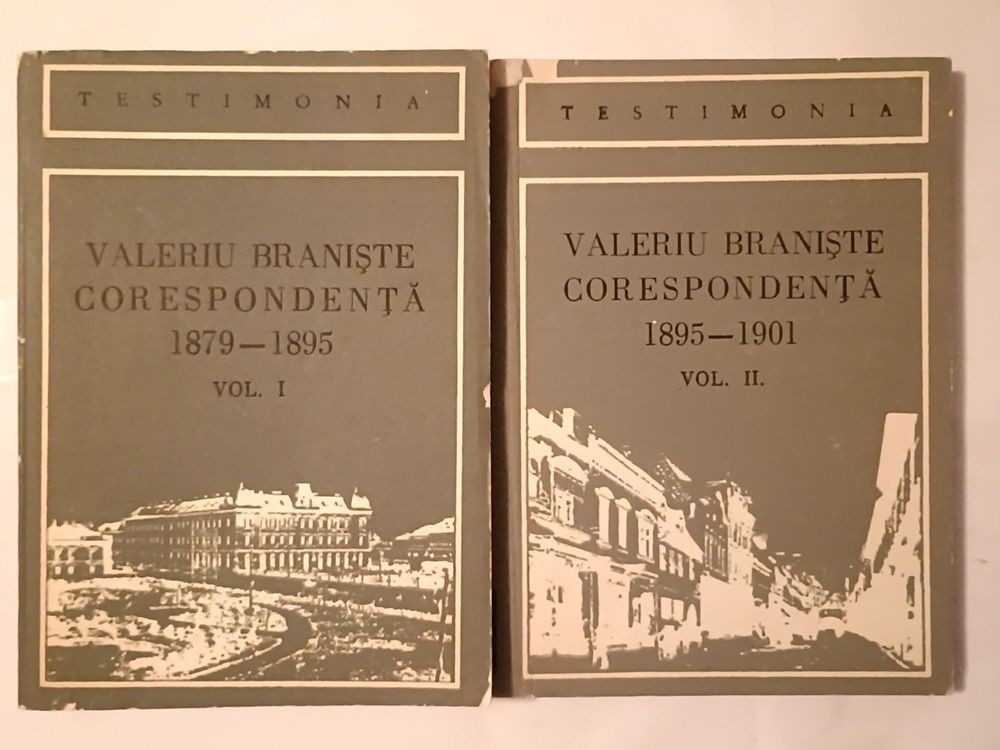 TESTIMONIA
VALERIU BRANIŞTE
CORESPONDENŢĂ
1879—1895
VOL. I
TESTIMONIA
VALERIU BRANIŞTE
CORESPONDENŢĂ
1895—1901
VOL. II.